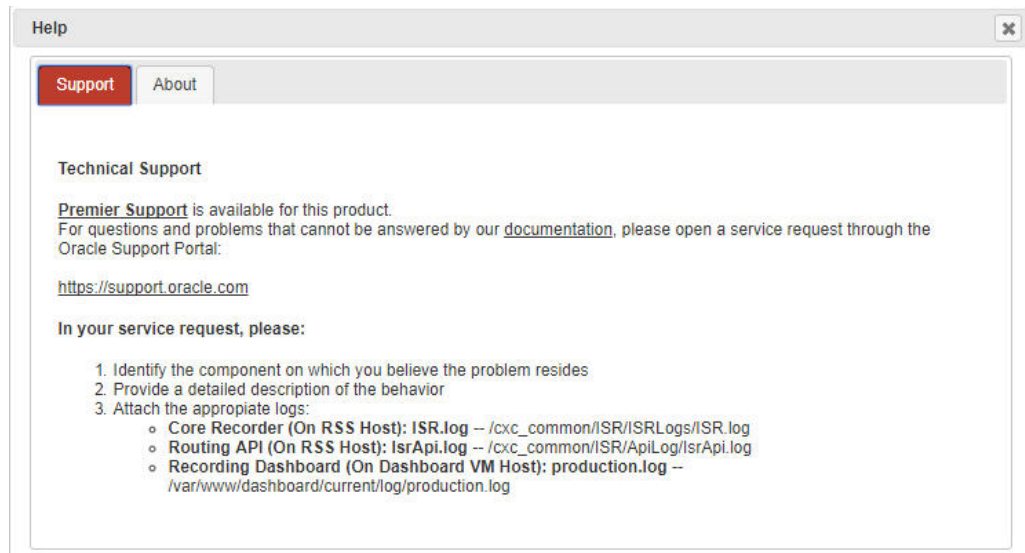 Help
Support
About
Technical Support
Premier Support is available for this product.
For questions and problems that cannot be answered by our documentation, please open a service request through the
Oracle Support Portal:
https://support.oracle.com
In your service request, please:
1. Identify the component on which you believe the problem resides
2. Provide a detailed description of the behavior
3. Attach the appropiate logs:
Core Recorder (On RSS Host): ISR.log -- /cxc_common/ISR/ISRLogs/ISR.log
Routing API (On RSS Host): IsrApi.log -- /cxc_common/ISR/ApiLog/IsrApi.log
Recording Dashboard (On Dashboard VM Host): production.log --
/var/www/dashboard/current/log/production.log